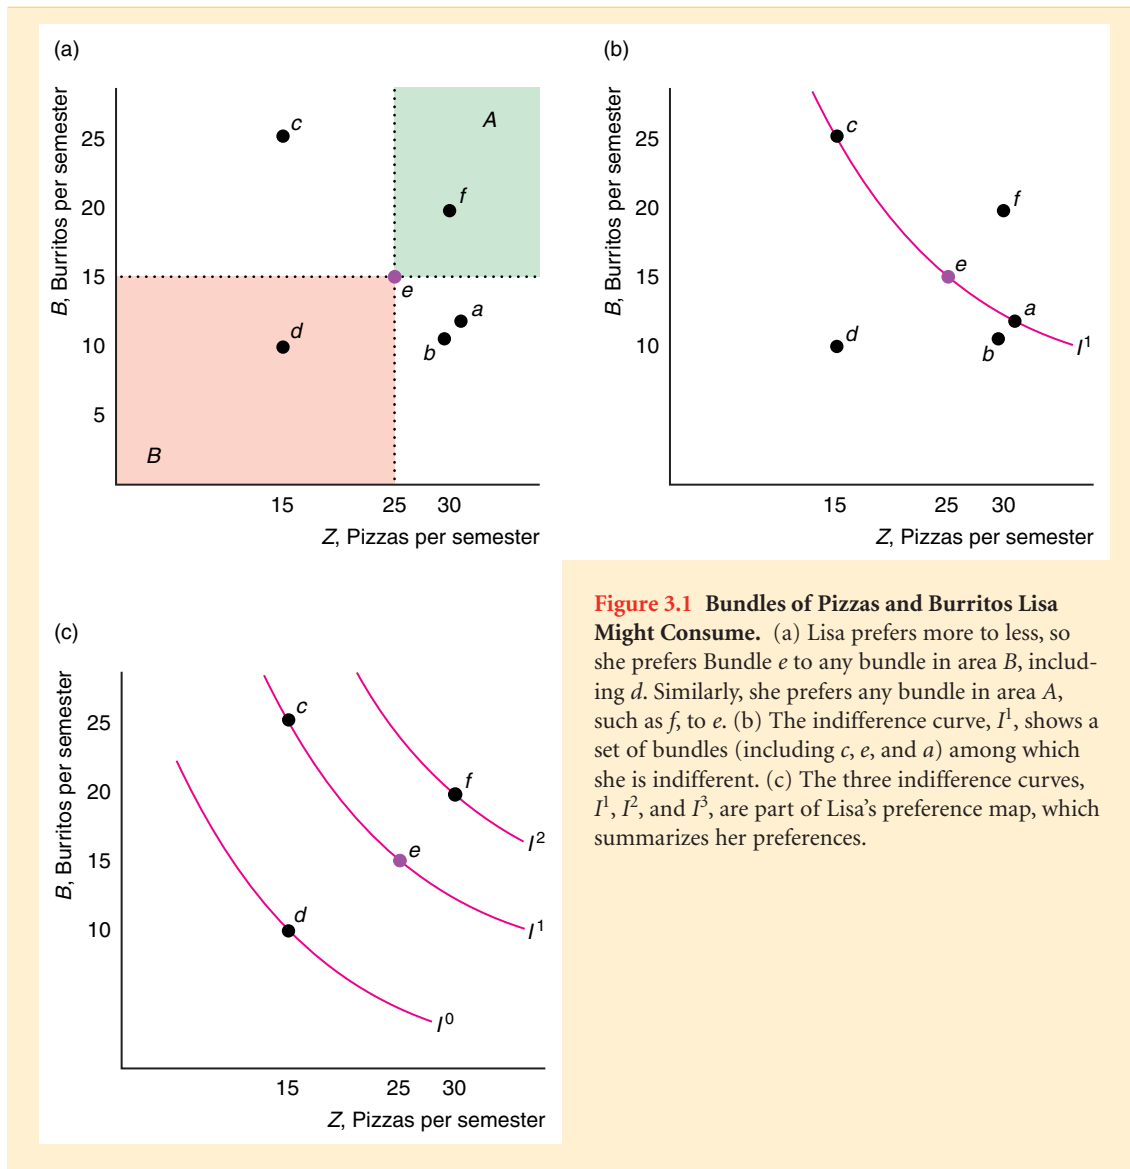 (a)
B, Burritos per semester
25
20
15
10
5
c
A
f
e
d
a
b
B
15
25
30
Z, Pizzas per semester
(b)
B, Burritos per semester
25
20
15
10
c
f
e
a
d
b
I¹
15
25
30
Z, Pizzas per semester
(c)
B, Burritos per semester
25
20
15
10
c
f
I²
e
d
I¹
I⁰
15
25
30
Z, Pizzas per semester
Figure 3.1 Bundles of Pizzas and Burritos Lisa
Might Consume. (a) Lisa prefers more to less, so
she prefers Bundle e to any bundle in area B, includ-
ing d. Similarly, she prefers any bundle in area A,
such as f, to e. (b) The indifference curve, I¹, shows a
set of bundles (including c, e, and a) among which
she is indifferent. (c) The three indifference curves,
I¹, I², and I³, are part of Lisa's preference map, which
summarizes her preferences.